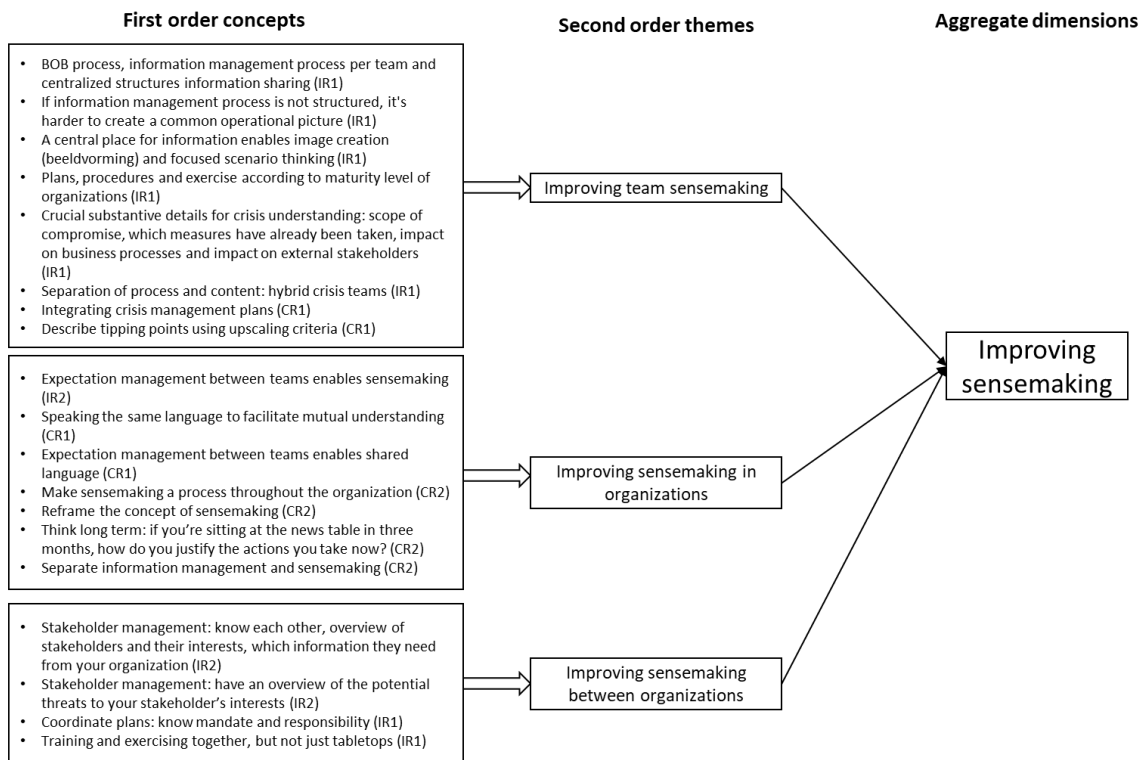 First order concepts
Second order themes
Aggregate dimensions
• BOB process, information management process per team and
centralized structures information sharing (IR1)
• If information management process is not structured, it's
harder to create a common operational picture (IR1)
• A central place for information enables image creation
(beeldvorming) and focused scenario thinking (IR1)
• Plans, procedures and exercise according to maturity level of
organizations (IR1)
• Crucial substantive details for crisis understanding: scope of
compromise, which measures have already been taken, impact
on business processes and impact on external stakeholders
(IR1)
• Separation of process and content: hybrid crisis teams (IR1)
• Integrating crisis management plans (CR1)
• Describe tipping points using upscaling criteria (CR1)
Improving team sensemaking
Improving
sensemaking
• Expectation management between teams enables sensemaking
(IR2)
• Speaking the same language to facilitate mutual understanding
(CR1)
• Expectation management between teams enables shared
language (CR1)
• Make sensemaking a process throughout the organization (CR2)
• Reframe the concept of sensemaking (CR2)
• Think long term: if you’re sitting at the news table in three
months, how do you justify the actions you take now? (CR2)
• Separate information management and sensemaking (CR2)
Improving sensemaking in
organizations
• Stakeholder management: know each other, overview of
stakeholders and their interests, which information they need
from your organization (IR2)
• Stakeholder management: have an overview of the potential
threats to your stakeholder’s interests (IR2)
• Coordinate plans: know mandate and responsibility (IR1)
• Training and exercising together, but not just tabletops (IR1)
Improving sensemaking
between organizations